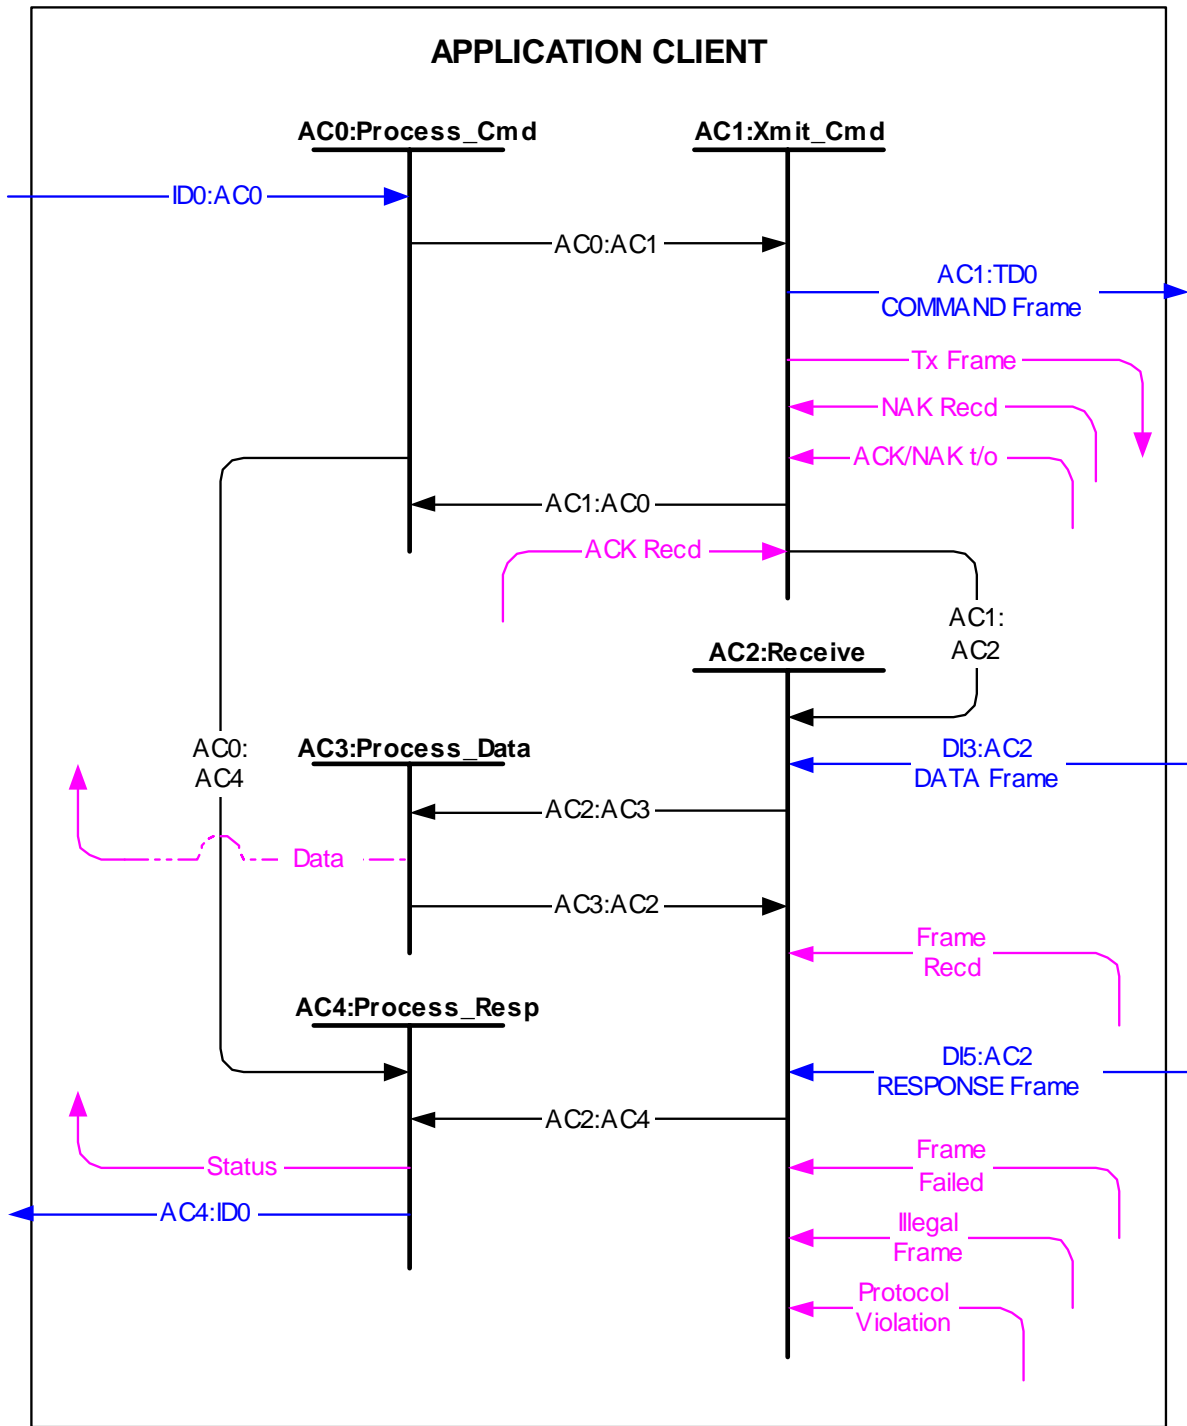 APPLICATION CLIENT
AC0:Process_Cmd
AC1:Xmit_Cmd
ID0:AC0
AC0:AC1
AC1:TD0
COMMAND Frame
Tx Frame
NAK Recd
ACK/NAK t/o
AC1:AC0
ACK Recd
AC1:
AC2
AC2:Receive
AC0:
AC4
AC3:Process_Data
DI3:AC2
DATA Frame
AC2:AC3
Data
AC3:AC2
Frame
Recd
AC4:Process_Resp
DI5:AC2
RESPONSE Frame
AC2:AC4
Status
Frame
Failed
AC4:ID0
Illegal
Frame
Protocol
Violation